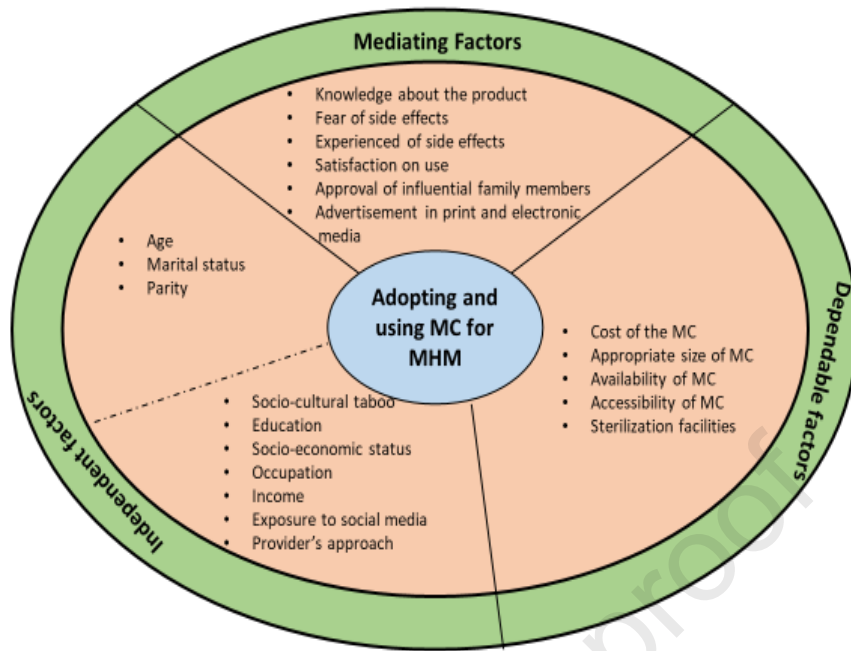 Mediating Factors
• Knowledge about the product
• Fear of side effects
• Experienced of side effects
• Satisfaction on use
• Approval of influential family members
• Advertisement in print and electronic
media
• Age
• Marital status
• Parity
Adopting and
using MC for
MHM
• Cost of the MC
• Appropriate size of MC
• Availability of MC
• Accessibility of MC
• Sterilization facilities
Dependable factors
• Socio-cultural taboo
• Education
• Socio-economic status
• Occupation
• Income
• Exposure to social media
• Provider's approach
Independent factors
proof